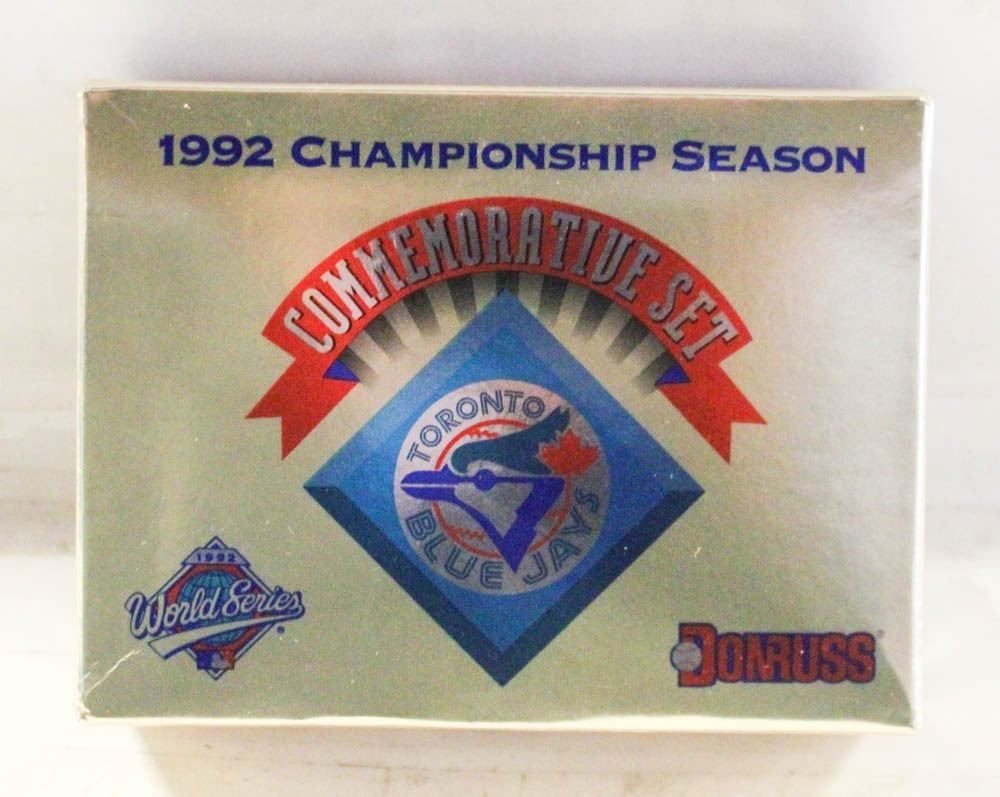 1992 CHAMPIONSHIP SEASON
COMMEMORATIVE SET
TORONTO
BLUE JAYS
1992
World Series
DONRUSS